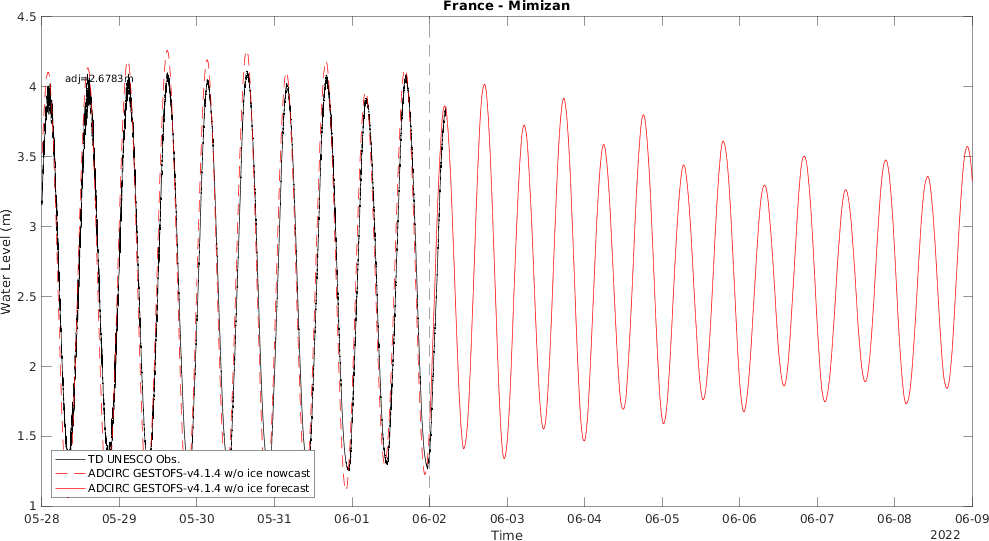 France - Mimizan
4.5
4
3.5
3
2.5
2
1.5
1
Water Level (m)
adj=2.6783m
TD UNESCO Obs.
ADCIRC GESTOFS-v4.1.4 w/o ice nowcast
ADCIRC GESTOFS-v4.1.4 w/o ice forecast
05-28 05-29 05-30 05-31 06-01 06-02 06-03 06-04 06-05 06-06 06-07 06-08 06-09
Time
2022